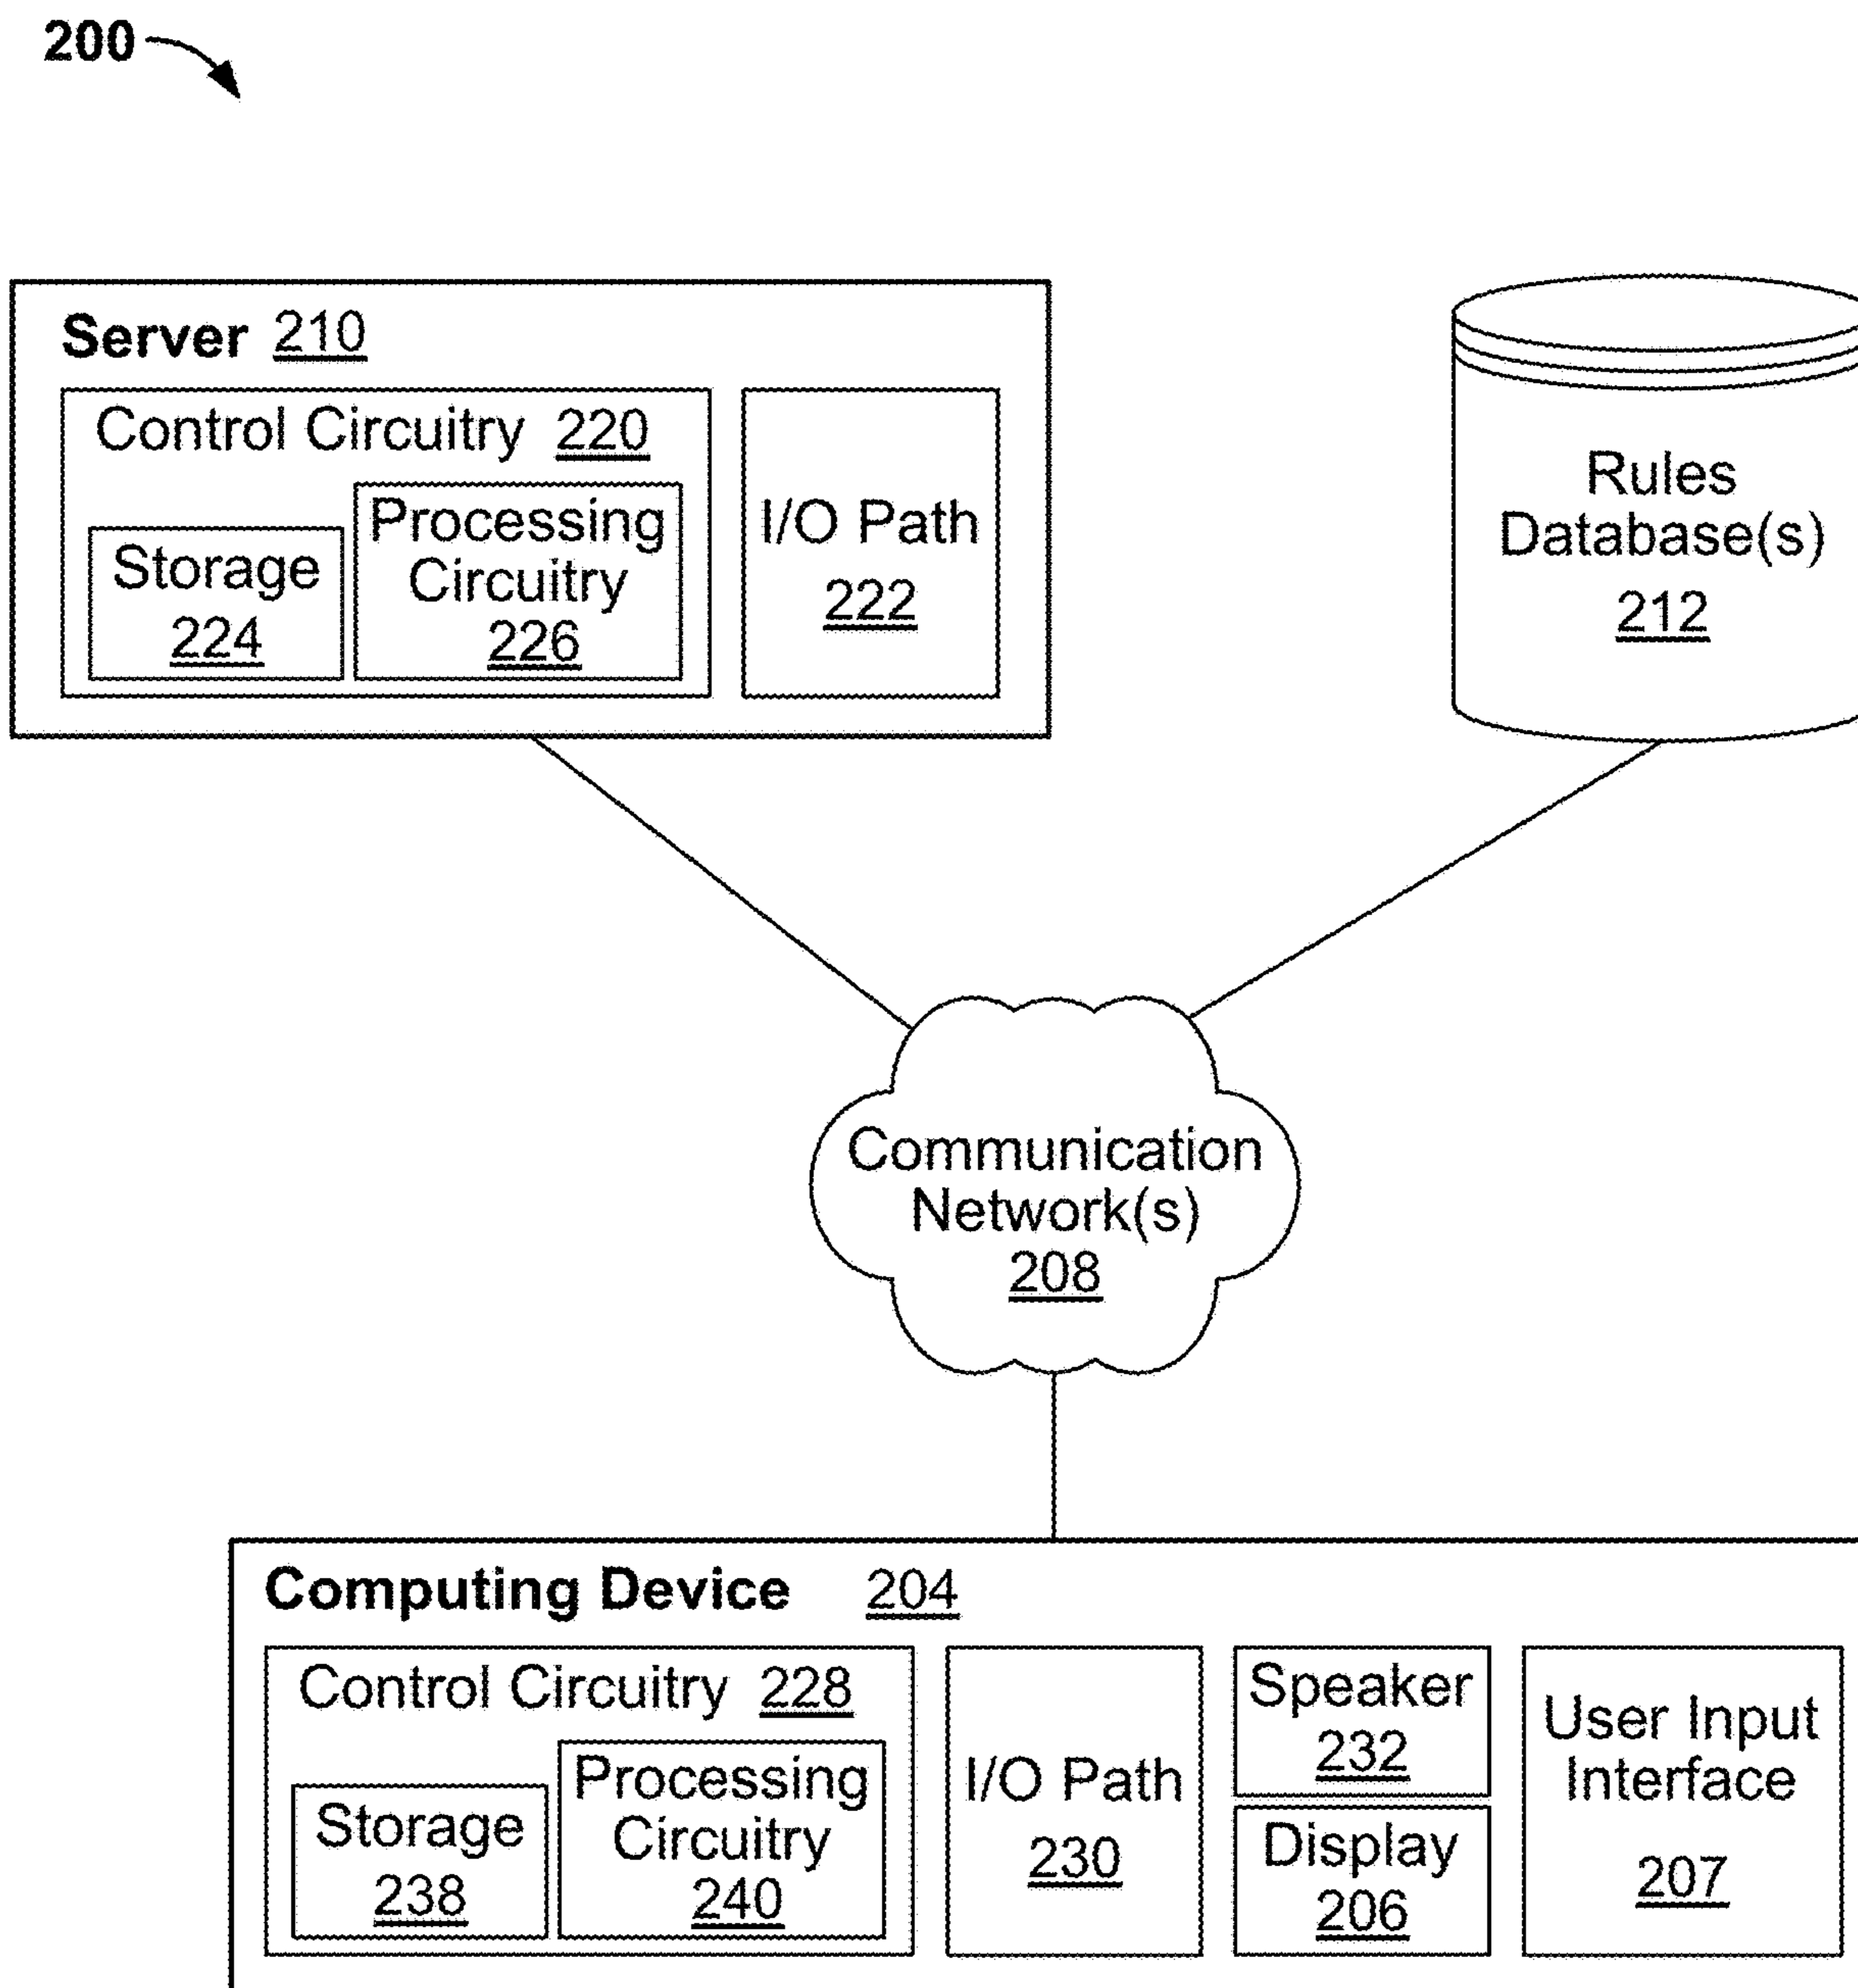 200
Server 210
Control Circuitry 220
Storage
224
Processing
Circuitry
226
I/O Path
222
Rules
Database(s)
212
Communication
Network(s)
208
Computing Device 204
Control Circuitry 228
Storage
238
Processing
Circuitry
240
I/O Path
230
Speaker
232
Display
206
User Input
Interface
207